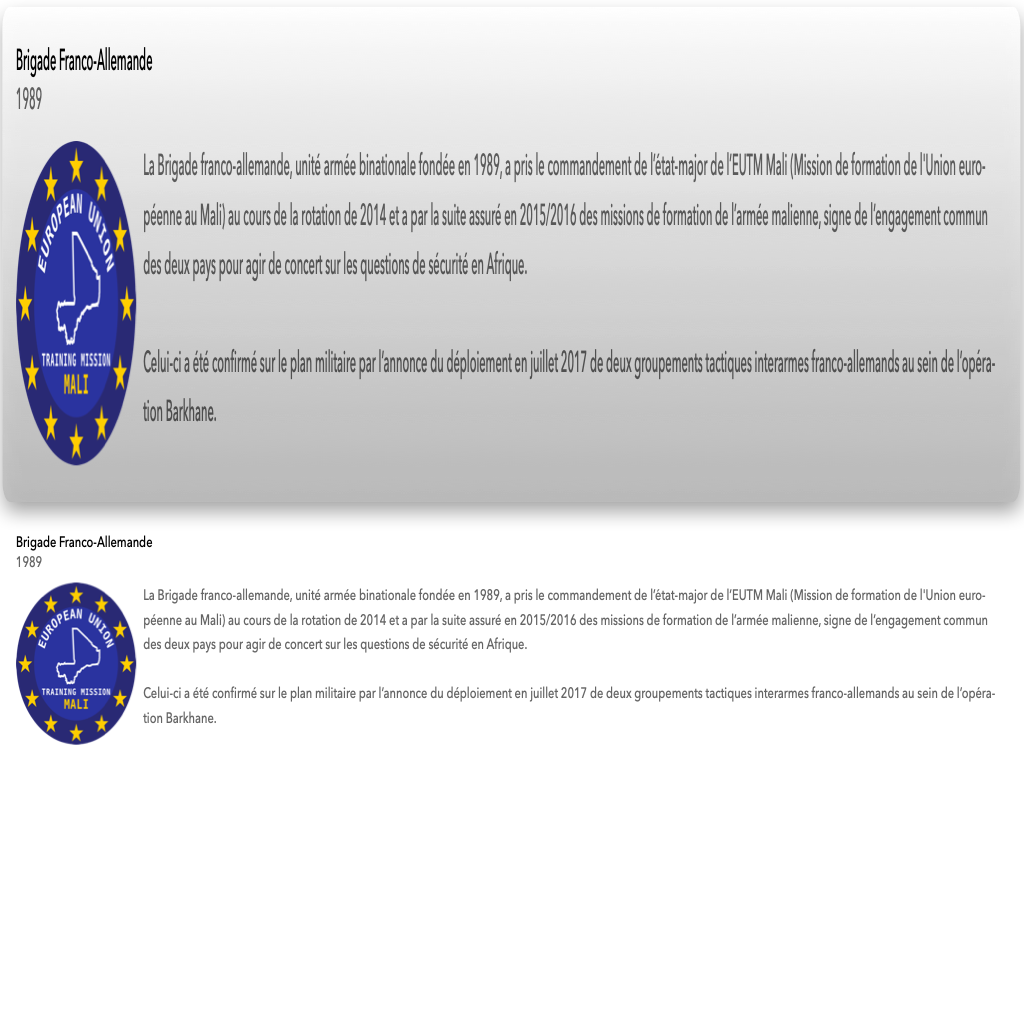 Brigade Franco-Allemande
1989
EUROPEAN UNION
TRAINING MISSION
MALI
La Brigade franco-allemande, unité armée binationale fondée en 1989, a pris le commandement de l’état-major de l’EUTM Mali (Mission de formation de l'Union euro-
péenne au Mali) au cours de la rotation de 2014 et a par la suite assuré en 2015/2016 des missions de formation de l’armée malienne, signe de l’engagement commun
des deux pays pour agir de concert sur les questions de sécurité en Afrique.
Celui-ci a été confirmé sur le plan militaire par l’annonce du déploiement en juillet 2017 de deux groupements tactiques interarmes franco-allemands au sein de l’opéra-
tion Barkhane.
Brigade Franco-Allemande
1989
EUROPEAN UNION
TRAINING MISSION
MALI
La Brigade franco-allemande, unité armée binationale fondée en 1989, a pris le commandement de l’état-major de l’EUTM Mali (Mission de formation de l'Union euro-
péenne au Mali) au cours de la rotation de 2014 et a par la suite assuré en 2015/2016 des missions de formation de l’armée malienne, signe de l’engagement commun
des deux pays pour agir de concert sur les questions de sécurité en Afrique.
Celui-ci a été confirmé sur le plan militaire par l’annonce du déploiement en juillet 2017 de deux groupements tactiques interarmes franco-allemands au sein de l’opéra-
tion Barkhane.